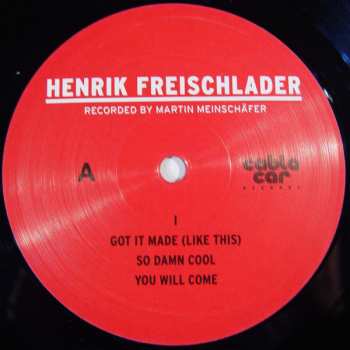 HENRIK FREISCHLADER
RECORDED BY MARTIN MEINSCHÄFER
A
cable
car
RECORDS
I
GOT IT MADE (LIKE THIS)
SO DAMN COOL
YOU WILL COME